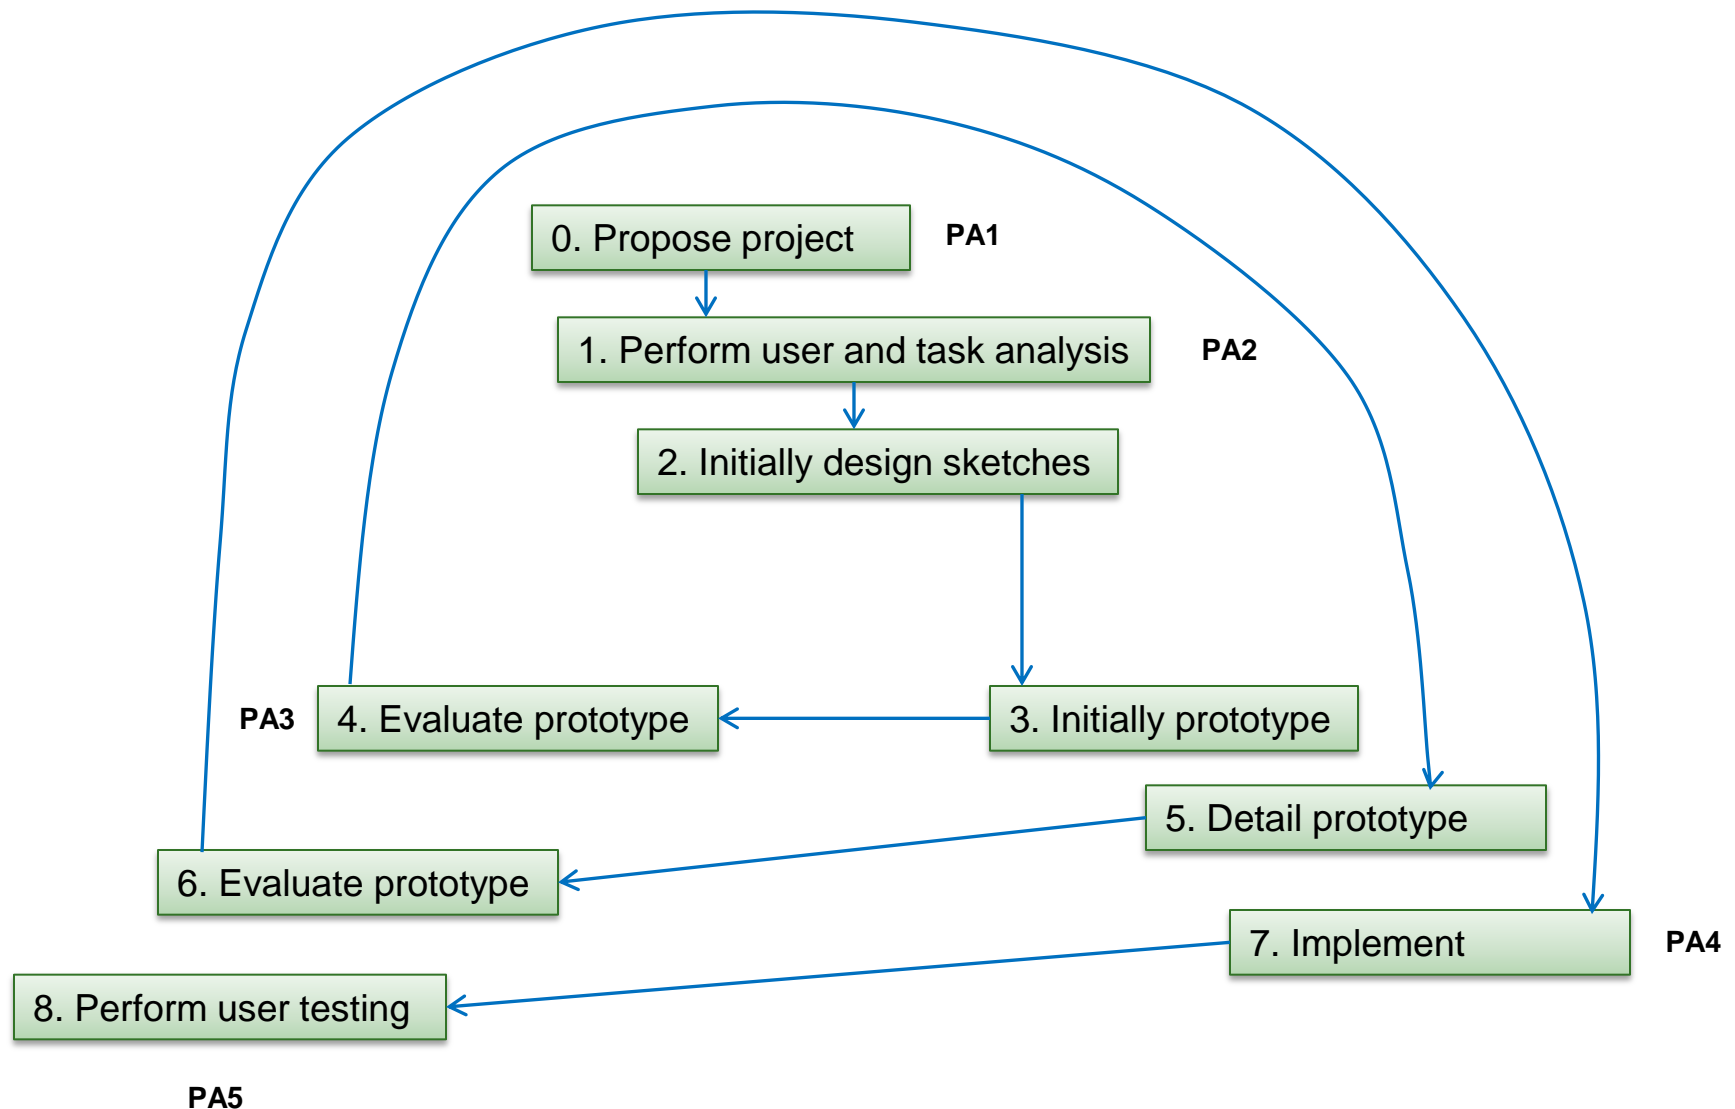 0. Propose project
PA1
1. Perform user and task analysis
PA2
2. Initially design sketches
PA3
4. Evaluate prototype
3. Initially prototype
5. Detail prototype
6. Evaluate prototype
7. Implement
PA4
8. Perform user testing
PA5